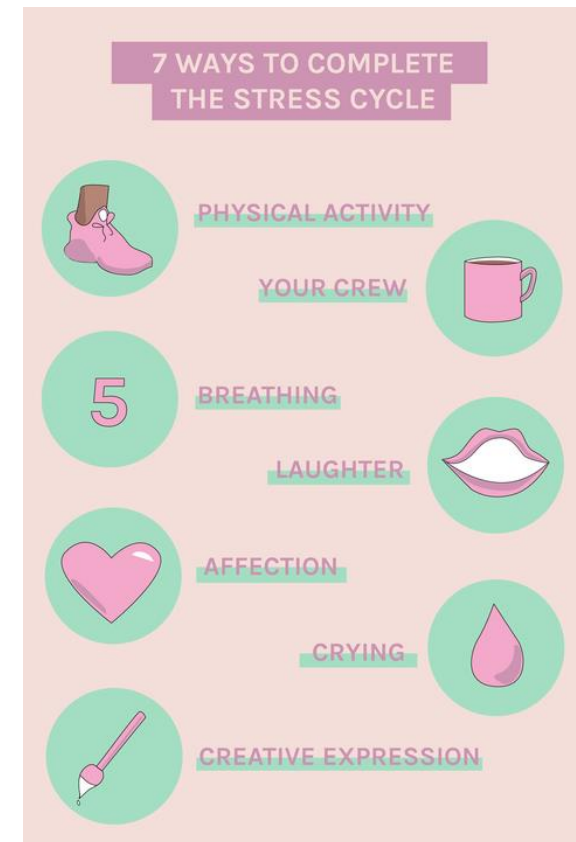 7 WAYS TO COMPLETE
THE STRESS CYCLE
PHYSICAL ACTIVITY
YOUR CREW
5
BREATHING
LAUGHTER
AFFECTION
CRYING
CREATIVE EXPRESSION